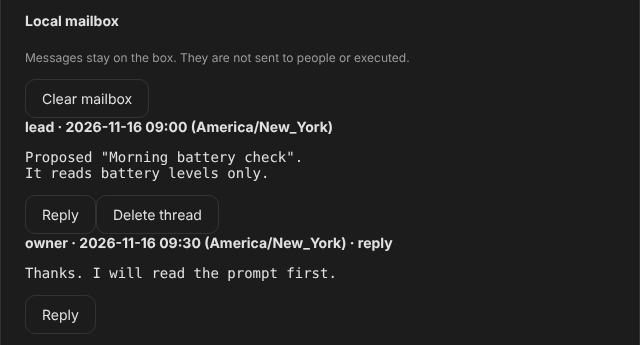 Local mailbox
Messages stay on the box. They are not sent to people or executed.
Clear mailbox
lead · 2026-11-16 09:00 (America/New_York)
Proposed "Morning battery check".
It reads battery levels only.
Reply Delete thread
owner · 2026-11-16 09:30 (America/New_York) · reply
Thanks. I will read the prompt first.
Reply